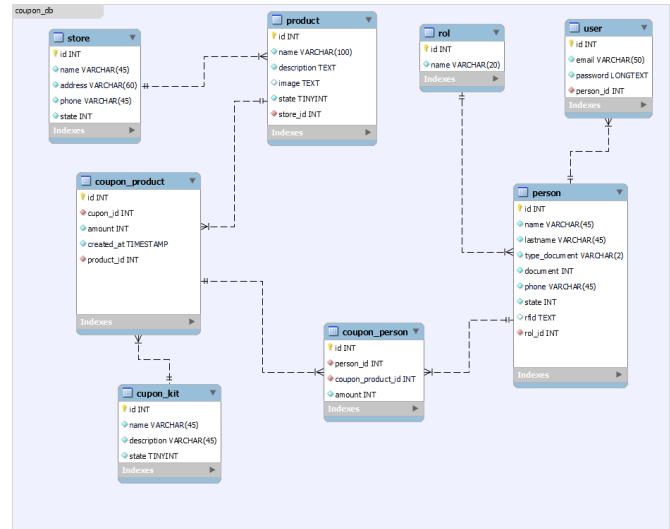 coupon_db
store
id INT
name VARCHAR(45)
address VARCHAR(60)
phone VARCHAR(45)
state INT
Indexes
product
id INT
name VARCHAR(100)
description TEXT
image TEXT
state TINYINT
store_id INT
Indexes
rol
id INT
name VARCHAR(20)
Indexes
user
id INT
email VARCHAR(50)
password LONGTEXT
person_id INT
Indexes
coupon_product
id INT
cupon_id INT
amount INT
created_at TIMESTAMP
product_id INT
Indexes
person
id INT
name VARCHAR(45)
lastname VARCHAR(45)
type_document VARCHAR(2)
document INT
phone VARCHAR(45)
state INT
rfid TEXT
rol_id INT
Indexes
coupon_person
id INT
person_id INT
coupon_product_id INT
amount INT
Indexes
cupon_kit
id INT
name VARCHAR(45)
description VARCHAR(45)
state TINYINT
Indexes